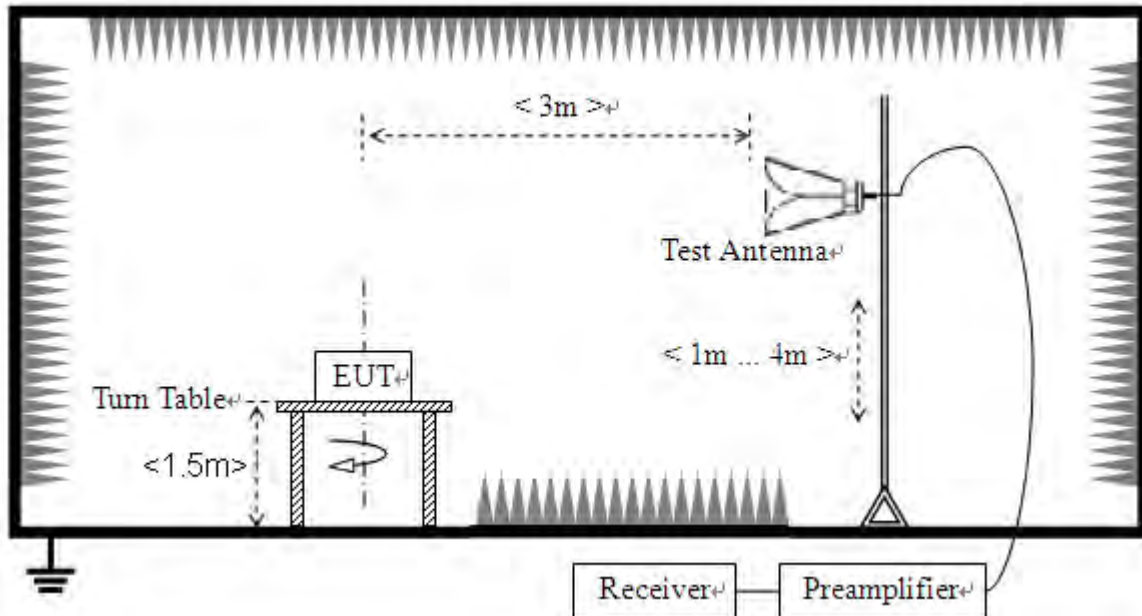 < 3m >
Test Antenna
< 1m ... 4m >
EUT
Turn Table
<1.5m>
Receiver
Preamplifier